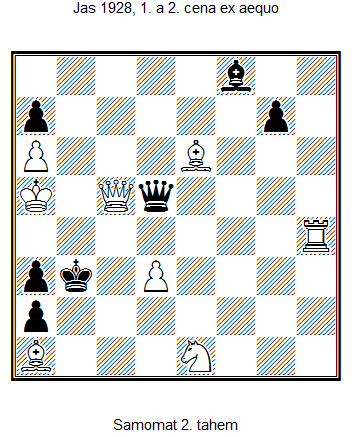 Jas 1928, 1. a 2. cena ex aequo
Samomat 2. tahem